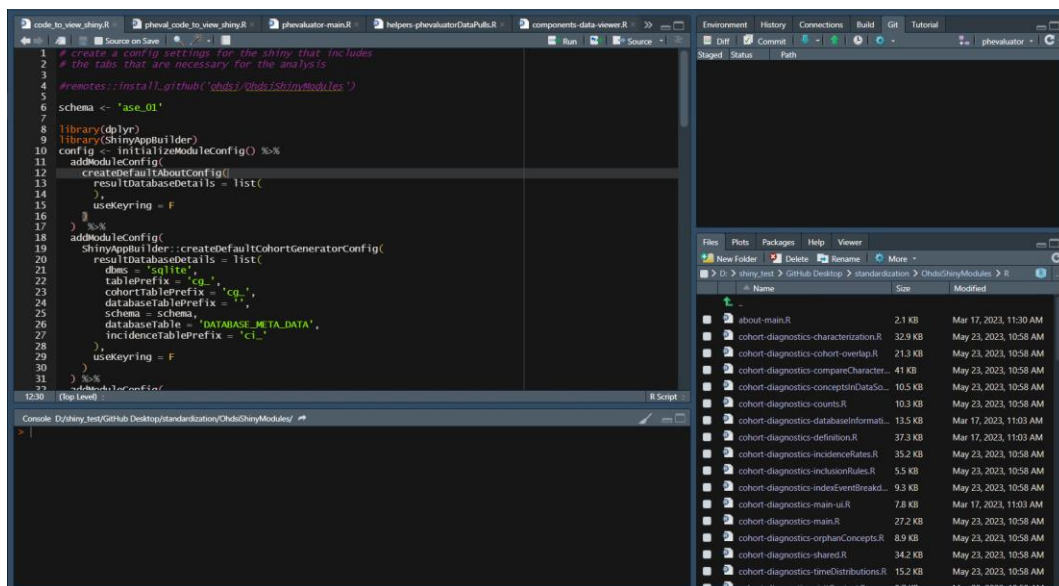 code_to_view_shiny.R
pheval_code_to_view_shiny.R
phevaluator-main.R
helpers-phevaluatorDataPulls.R
components-data-viewer.R
Source on Save
Run
Source
1 # create a config settings for the shiny that includes
2 # the tabs that are necessary for the analysis
3
4 #remotes::install_github('ohdsi/OhdsiShinyModules')
5
6 schema <- 'ase_01'
7
8 library(dplyr)
9 library(ShinyAppBuilder)
10 config <- initializeModuleConfig() %>%
11 addModuleConfig(
12 createDefaultAboutConfig(
13 resultDatabaseDetails = list(
14 ),
15 useKeyring = F
16 )
17 ) %>%
18 addModuleConfig(
19 ShinyAppBuilder::createDefaultCohortGeneratorConfig(
20 resultDatabaseDetails = list(
21 dbms = 'sqlite',
22 tablePrefix = 'cg_',
23 cohortTablePrefix = 'cg_',
24 databaseTablePrefix = '',
25 schema = schema,
26 databaseTable = 'DATABASE_META_DATA',
27 incidenceTablePrefix = 'ci_'
28 ),
29 useKeyring = F
30 )
31 ) %>%
32 addModuleConfig(
12:30 (Top Level)
R Script
Console D:/shiny_test/GitHub Desktop/standardization/OhdsiShinyModules/
>
Environment History Connections Build Git Tutorial
Diff Commit
phevaluator
Staged Status Path
Files Plots Packages Help Viewer
New Folder Delete Rename More
D: > shiny_test > GitHub Desktop > standardization > OhdsiShinyModules > R
Name Size Modified
..
about-main.R 2.1 KB Mar 17, 2023, 11:30 AM
cohort-diagnostics-characterization.R 32.9 KB May 23, 2023, 10:58 AM
cohort-diagnostics-cohort-overlap.R 21.3 KB May 23, 2023, 10:58 AM
cohort-diagnostics-compareCharacter... 41 KB May 23, 2023, 10:58 AM
cohort-diagnostics-conceptsInDataSo... 10.5 KB May 23, 2023, 10:58 AM
cohort-diagnostics-counts.R 10.3 KB May 23, 2023, 10:58 AM
cohort-diagnostics-databaseInformati... 13.5 KB Mar 17, 2023, 11:03 AM
cohort-diagnostics-definition.R 37.3 KB Mar 17, 2023, 11:03 AM
cohort-diagnostics-incidenceRates.R 35.2 KB May 23, 2023, 10:58 AM
cohort-diagnostics-inclusionRules.R 5.5 KB May 23, 2023, 10:58 AM
cohort-diagnostics-indexEventBreakd... 9.3 KB May 23, 2023, 10:58 AM
cohort-diagnostics-main-ui.R 7.8 KB Mar 17, 2023, 11:03 AM
cohort-diagnostics-main.R 27.2 KB May 23, 2023, 10:58 AM
cohort-diagnostics-orphanConcepts.R 8.9 KB May 23, 2023, 10:58 AM
cohort-diagnostics-shared.R 34.2 KB May 23, 2023, 10:58 AM
cohort-diagnostics-timeDistributions.R 15.2 KB May 23, 2023, 10:58 AM